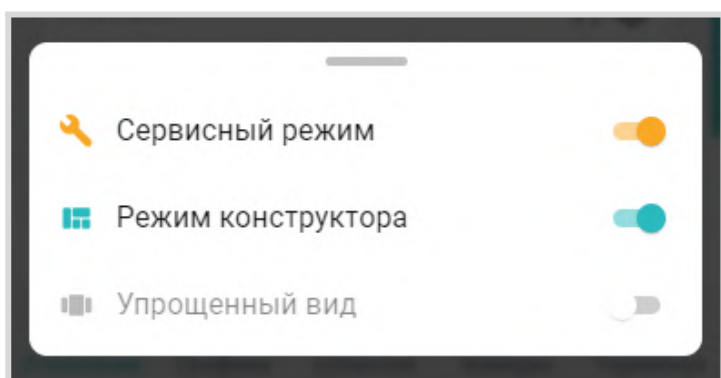 Сервисный режим
Режим конструктора
Упрощенный вид